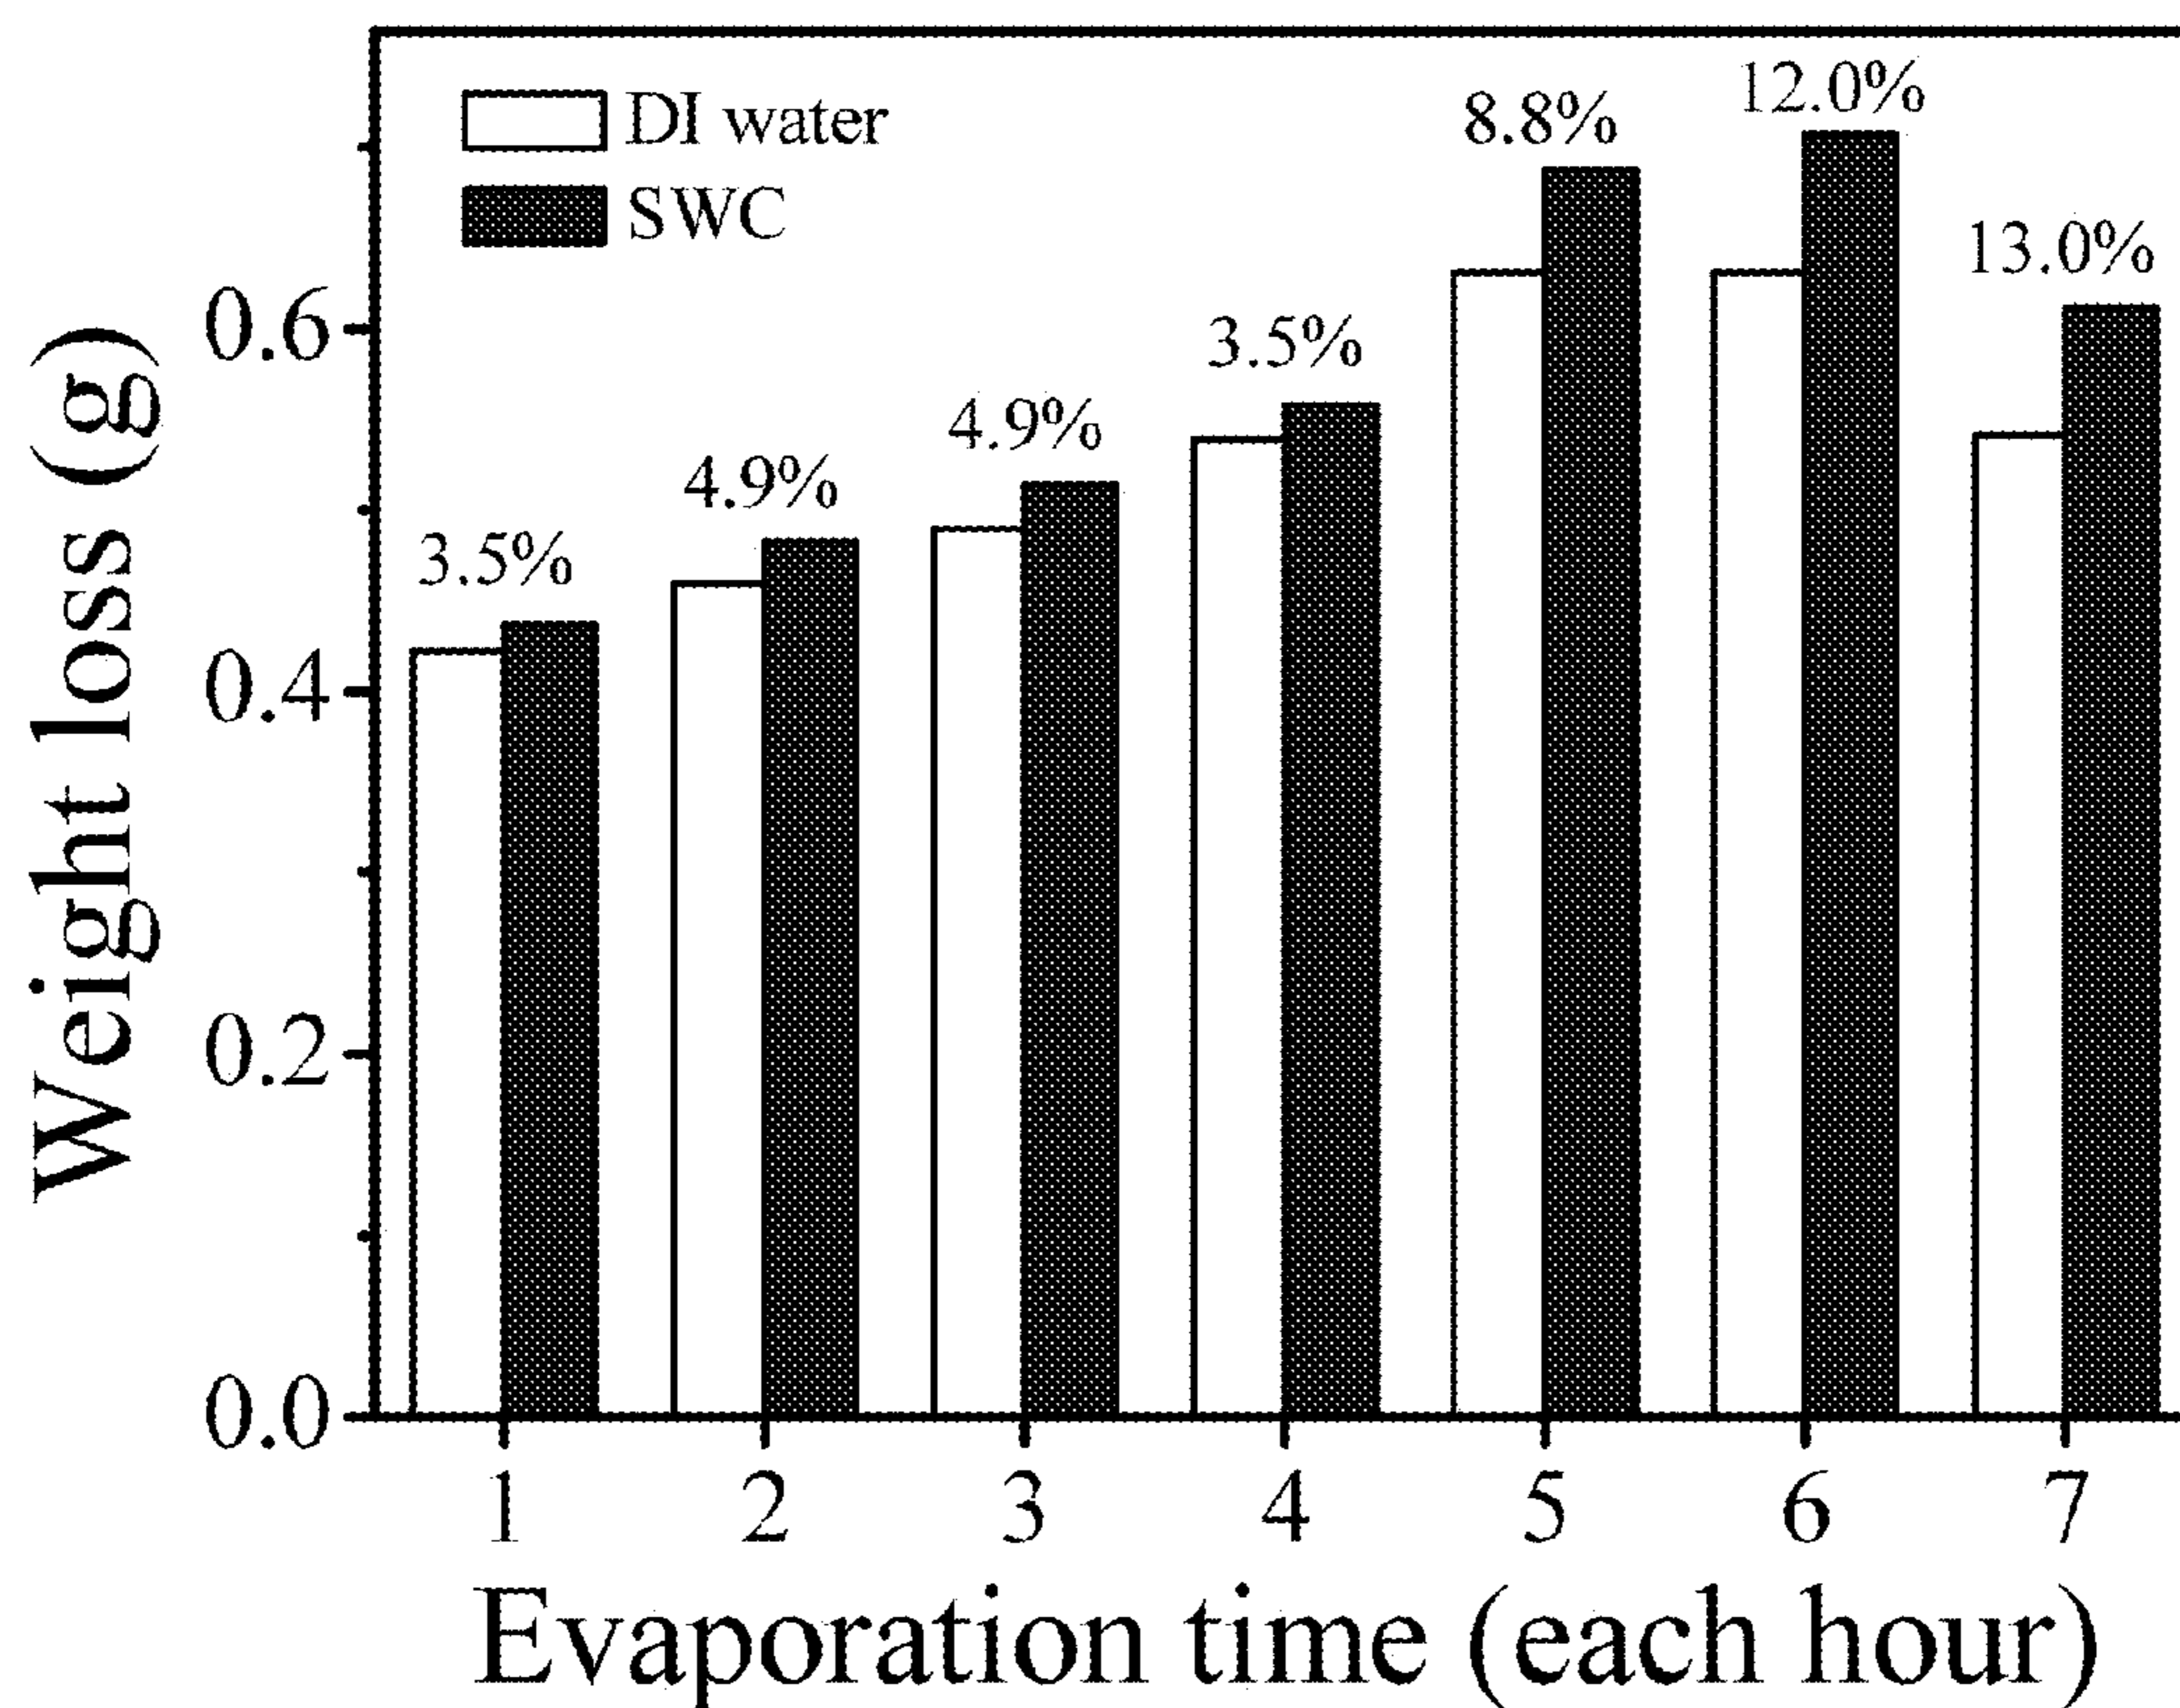 DI water
SWC
3.5%
4.9%
4.9%
3.5%
8.8%
12.0%
13.0%
Weight loss (g)
0.6
0.4
0.2
0.0
1 2 3 4 5 6 7
Evaporation time (each hour)